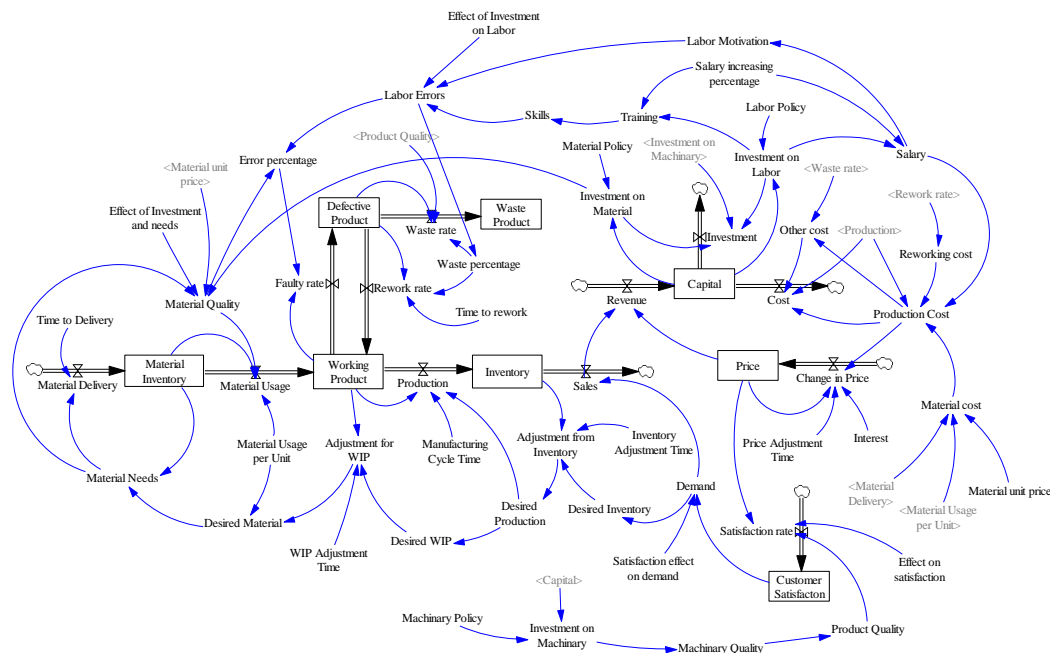 Effect of Investment
on Labor
Labor Motivation
Salary increasing
percentage
Labor Errors
Labor Policy
Skills
Training
<Product Quality>
Material Policy
<Investment on
Machinary>
Investment on
Labor
Salary
Error percentage
<Material unit
price>
<Waste rate>
<Rework rate>
Investment on
Material
Effect of Investment
and needs
Defective
Product
Waste
Product
Waste rate
Investment
Other cost
<Production>
Reworking cost
Waste percentage
Faulty rate
Rework rate
Capital
Material Quality
Revenue
Cost
Time to rework
Production Cost
Time to Delivery
Material
Inventory
Working
Product
Inventory
Price
Material Delivery
Material Usage
Production
Sales
Change in Price
Material cost
Material Usage
per Unit
Adjustment for
WIP
Manufacturing
Cycle Time
Adjustment from
Inventory
Inventory
Adjustment Time
Price Adjustment
Time
Interest
Material Needs
Demand
<Material
Delivery>
Material unit price
<Material Usage
per Unit>
Desired Material
Desired
Production
Desired Inventory
Desired WIP
Satisfaction rate
WIP Adjustment
Time
Satisfaction effect
on demand
Effect on
satisfaction
<Capital>
Customer
Satisfacton
Machinary Policy
Investment on
Machinary
Product Quality
Machinary Quality